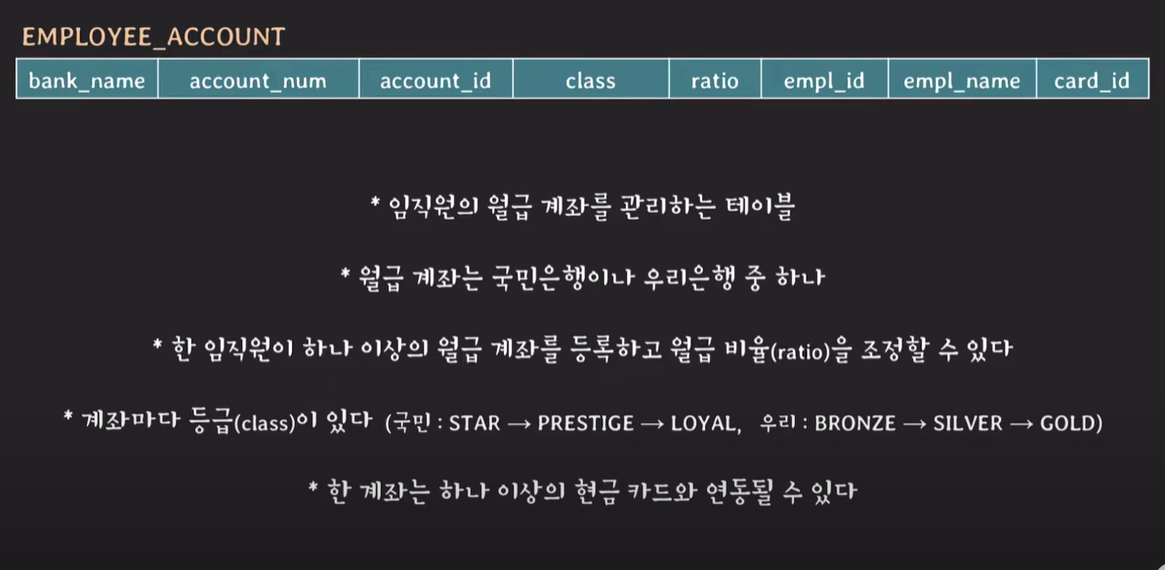 EMPLOYEE_ACCOUNT
bank_name account_num account_id class ratio empl_id empl_name card_id
* 임직원의 월급 계좌를 관리하는 테이블
* 월급 계좌는 국민은행이나 우리은행 중 하나
* 한 임직원이 하나 이상의 월급 계좌를 등록하고 월급 비율(ratio)을 조정할 수 있다
* 계좌마다 등급(class)이 있다 (국민 : STAR → PRESTIGE → LOYAL, 우리 : BRONZE → SILVER → GOLD)
* 한 계좌는 하나 이상의 현금 카드와 연동될 수 있다